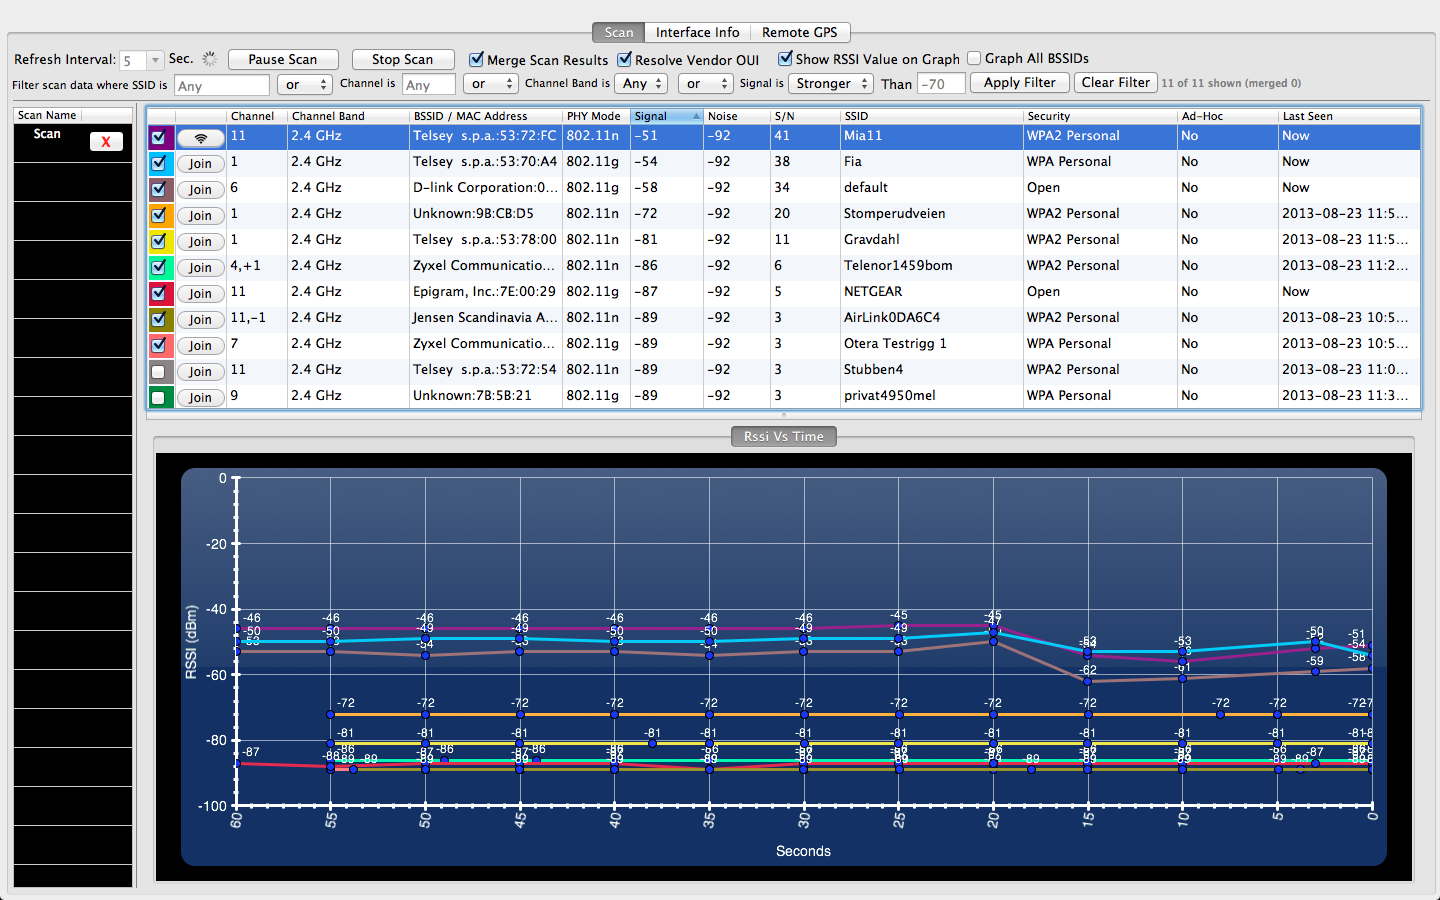 Scan Interface Info Remote GPS
Refresh Interval: 5 Sec. Pause Scan Stop Scan Merge Scan Results Resolve Vendor OUI Show RSSI Value on Graph Graph All BSSIDs
Filter scan data where SSID is Any or Channel is Any or Channel Band is Any or Signal is Stronger Than -70 Apply Filter Clear Filter 11 of 11 shown (merged 0)
Scan Name
Scan X
Channel Channel Band BSSID / MAC Address PHY Mode Signal Noise S/N SSID Security Ad-Hoc Last Seen
11 2.4 GHz Telsey s.p.a.:53:72:FC 802.11n -51 -92 41 Mia11 WPA2 Personal No Now
Join 1 2.4 GHz Telsey s.p.a.:53:70:A4 802.11g -54 -92 38 Fia WPA Personal No Now
Join 6 2.4 GHz D-link Corporation:0... 802.11g -58 -92 34 default Open No Now
Join 1 2.4 GHz Unknown:9B:CB:D5 802.11n -72 -92 20 Stomperudveien WPA2 Personal No 2013-08-23 11:5...
Join 1 2.4 GHz Telsey s.p.a.:53:78:00 802.11n -81 -92 11 Gravdahl WPA2 Personal No 2013-08-23 11:5...
Join 4,+1 2.4 GHz Zyxel Communicatio... 802.11n -86 -92 6 Telenor1459bom WPA2 Personal No 2013-08-23 11:2...
Join 11 2.4 GHz Epigram, Inc.:7E:00:29 802.11g -87 -92 5 NETGEAR Open No Now
Join 11,-1 2.4 GHz Jensen Scandinavia A... 802.11n -89 -92 3 AirLink0DA6C4 WPA2 Personal No 2013-08-23 10:5...
Join 7 2.4 GHz Zyxel Communicatio... 802.11g -89 -92 3 Otera Testrigg 1 WPA Personal No 2013-08-23 10:5...
Join 11 2.4 GHz Telsey s.p.a.:53:72:54 802.11n -89 -92 3 Stubben4 WPA2 Personal No 2013-08-23 11:0...
Join 9 2.4 GHz Unknown:7B:5B:21 802.11g -89 -92 3 privat4950mel WPA Personal No 2013-08-23 11:3...
Rssi Vs Time
0
-20
-40
-46 -46 -46 -46 -46 -46 -46 -45 -45
-50 -50 -49 -49 -50 -50 -49 -49 -47 -53 -53 -50 -51
-54
-62 -61 -59 -58
-60
-72 -72 -72 -72 -72 -72 -72 -72 -72 -72
-80
-81 -81 -81 -81 -81 -81 -81 -81 -81 -81 -81
-87
-100
RSSI (dBm)
60 55 50 45 40 35 30 25 20 15 10 5 0
Seconds